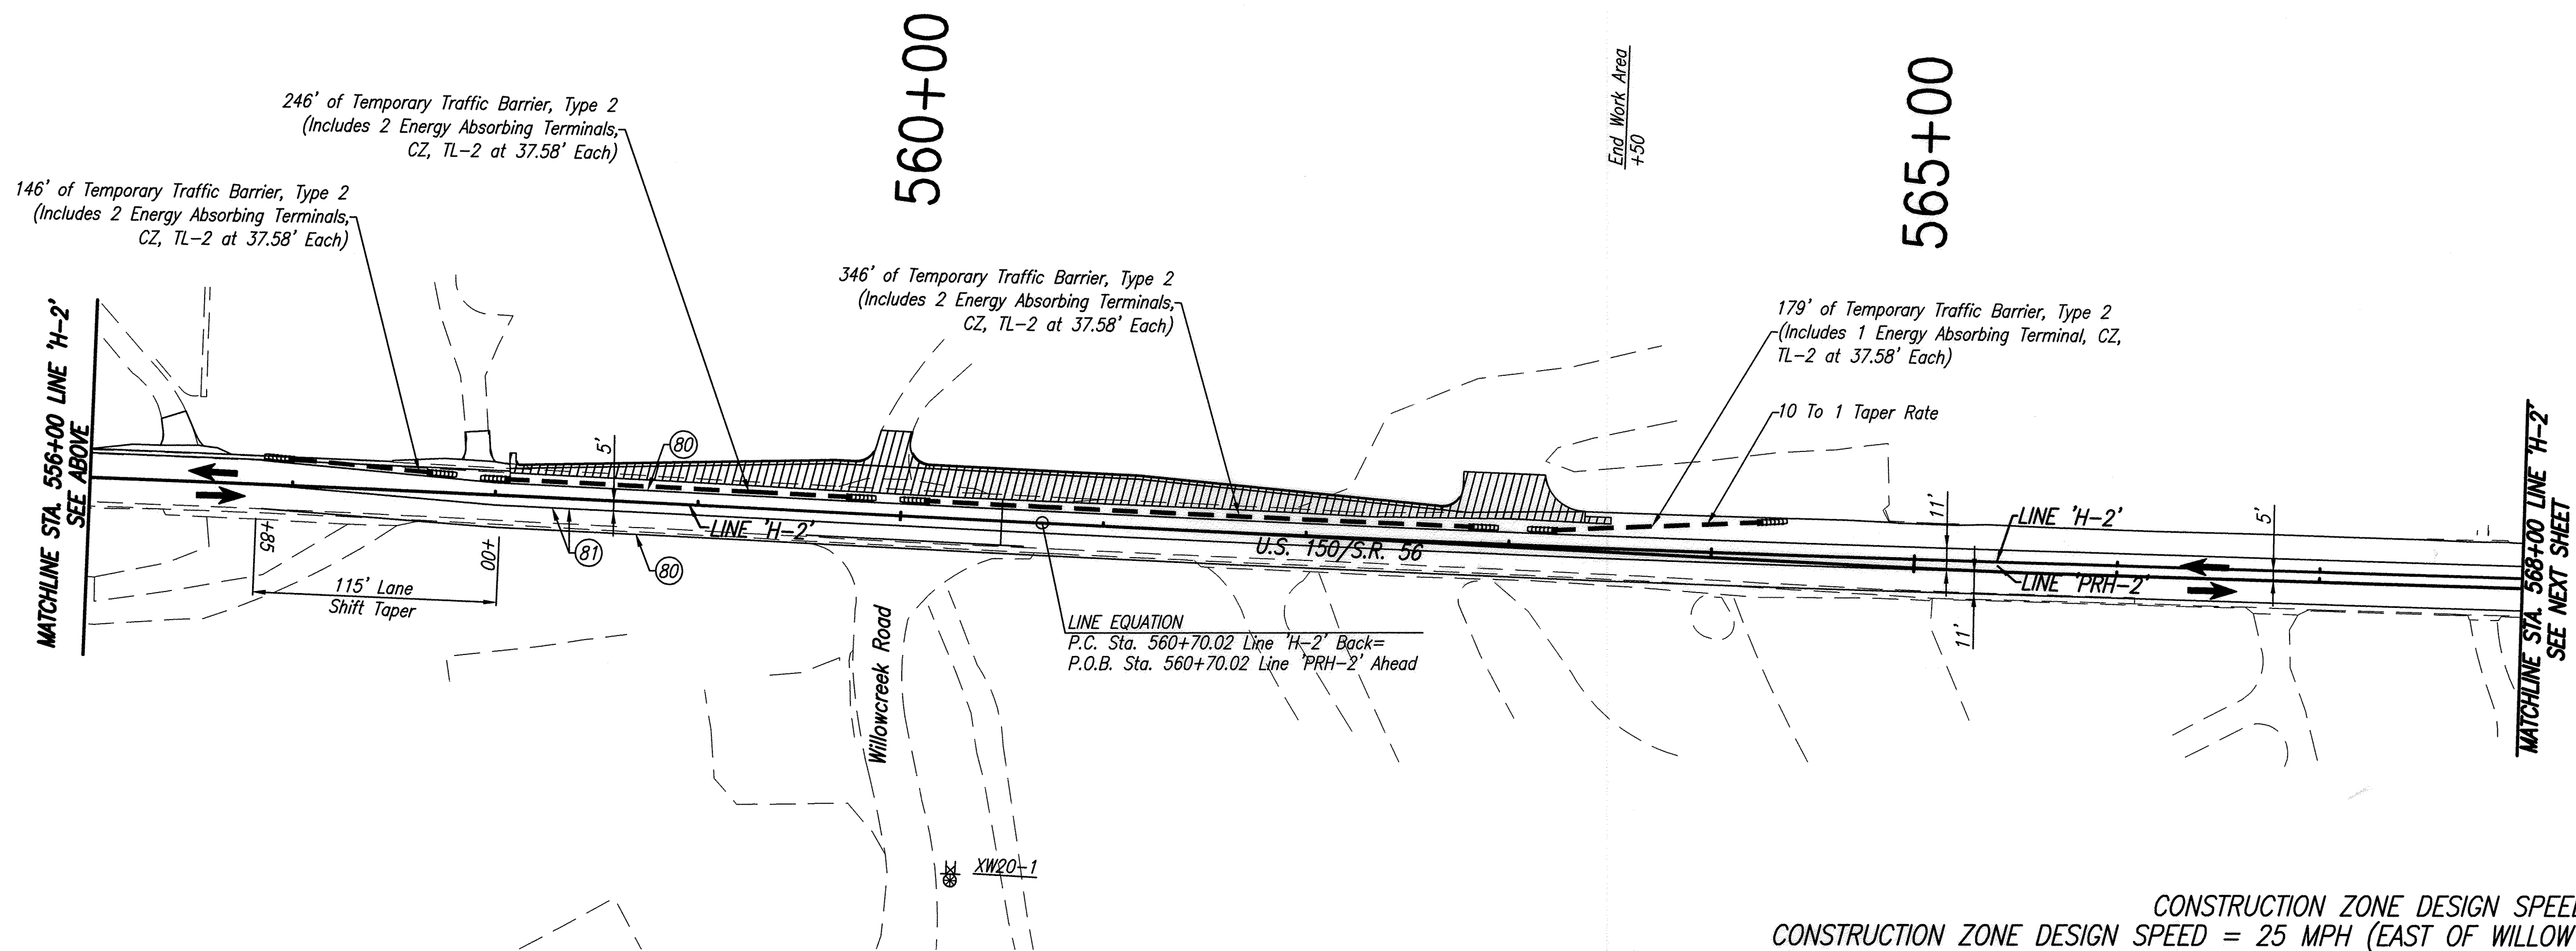 560+00
End Work Area
+50
565+00
246' of Temporary Traffic Barrier, Type 2
(Includes 2 Energy Absorbing Terminals,
CZ, TL-2 at 37.58' Each)
146' of Temporary Traffic Barrier, Type 2
(Includes 2 Energy Absorbing Terminals,
CZ, TL-2 at 37.58' Each)
346' of Temporary Traffic Barrier, Type 2
(Includes 2 Energy Absorbing Terminals,
CZ, TL-2 at 37.58' Each)
179' of Temporary Traffic Barrier, Type 2
(Includes 1 Energy Absorbing Terminal, CZ,
TL-2 at 37.58' Each)
10 To 1 Taper Rate
MATCHLINE STA. 556+00 LINE 'H-2'
SEE ABOVE
5'
80
LINE 'H-2'
81
80
+85
+00
115' Lane
Shift Taper
U.S. 150/S.R. 56
11'
LINE 'H-2'
LINE 'PRH-2'
11'
5'
MATCHLINE STA. 568+00 LINE 'H-2'
SEE NEXT SHEET
Willowcreek Road
LINE EQUATION
P.C. Sta. 560+70.02 Line 'H-2' Back=
P.O.B. Sta. 560+70.02 Line 'PRH-2' Ahead
XW20-1
CONSTRUCTION ZONE DESIGN SPEED
CONSTRUCTION ZONE DESIGN SPEED = 25 MPH (EAST OF WILLOW